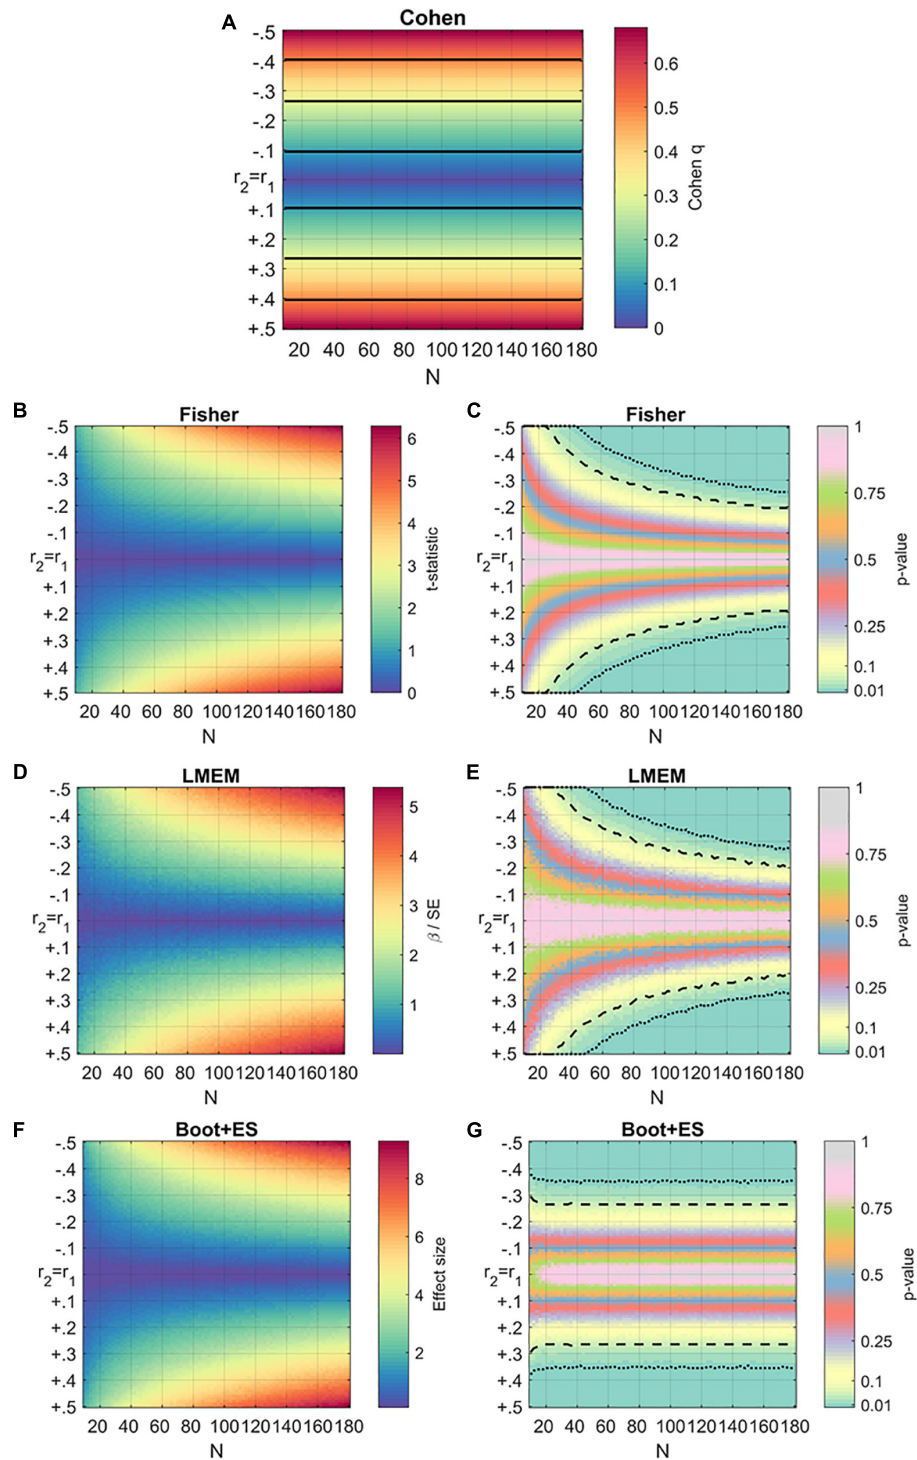 A
Cohen
-.5
-.4
-.3
-.2
-.1
r2=r1
+.1
+.2
+.3
+.4
+.5
20 40 60 80 100 120 140 160 180
N
0.6
0.5
0.4
0.3
0.2
0.1
0
Cohen q
B
Fisher
-.5
-.4
-.3
-.2
-.1
r2=r1
+.1
+.2
+.3
+.4
+.5
20 40 60 80 100 120 140 160 180
N
6
5
4
3
2
1
0
t-statistic
C
Fisher
-.5
-.4
-.3
-.2
-.1
r2=r1
+.1
+.2
+.3
+.4
+.5
20 40 60 80 100 120 140 160 180
N
1
0.75
0.5
0.25
0.1
0.01
p-value
D
LMEM
-.5
-.4
-.3
-.2
-.1
r2=r1
+.1
+.2
+.3
+.4
+.5
20 40 60 80 100 120 140 160 180
N
5
4
3
2
1
β / SE
E
LMEM
-.5
-.4
-.3
-.2
-.1
r2=r1
+.1
+.2
+.3
+.4
+.5
20 40 60 80 100 120 140 160 180
N
1
0.75
0.5
0.25
0.1
0.01
p-value
F
Boot+ES
-.5
-.4
-.3
-.2
-.1
r2=r1
+.1
+.2
+.3
+.4
+.5
20 40 60 80 100 120 140 160 180
N
8
6
4
2
Effect size
G
Boot+ES
-.5
-.4
-.3
-.2
-.1
r2=r1
+.1
+.2
+.3
+.4
+.5
20 40 60 80 100 120 140 160 180
N
1
0.75
0.5
0.25
0.1
0.01
p-value